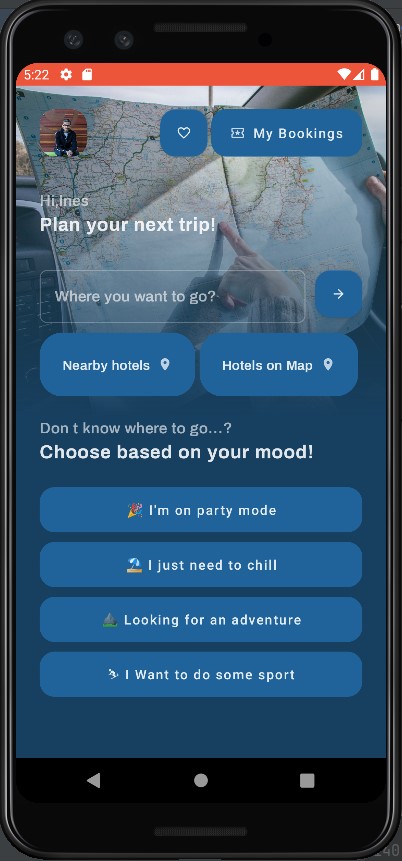 5:22
My Bookings
Hi,Ines
Plan your next trip!
Where you want to go?
Nearby hotels
Hotels on Map
Don t know where to go...?
Choose based on your mood!
🎉 I'm on party mode
⛱️ I just need to chill
⛰️ Looking for an adventure
⛷ I Want to do some sport